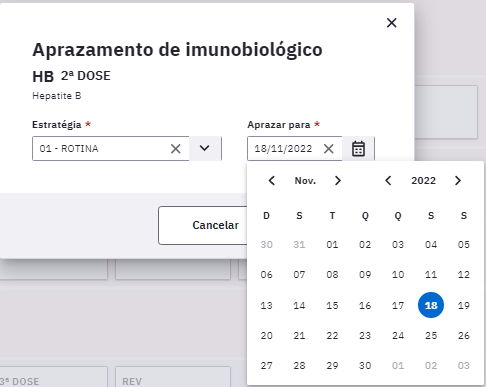 Aprazamento de imunobiológico
HB 2ª DOSE
Hepatite B
Estratégia *
Aprazar para *
01 - ROTINA
18/11/2022
Nov.
2022
D S T Q Q S S
30 31 01 02 03 04 05
06 07 08 09 10 11 12
13 14 15 16 17 18 19
20 21 22 23 24 25 26
27 28 29 30 01 02 03
Cancelar
3ª DOSE
REV